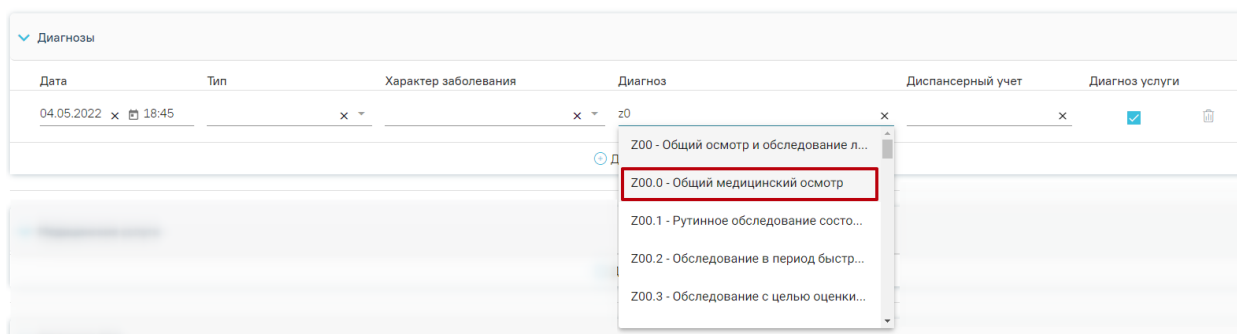 Диагнозы
Дата Тип Характер заболевания Диагноз Диспансерный учет Диагноз услуги
04.05.2022 18:45 z0
Z00 - Общий осмотр и обследование л...
Z00.0 - Общий медицинский осмотр
Z00.1 - Рутинное обследование состо...
Z00.2 - Обследование в период быстр...
Z00.3 - Обследование с целью оценки...